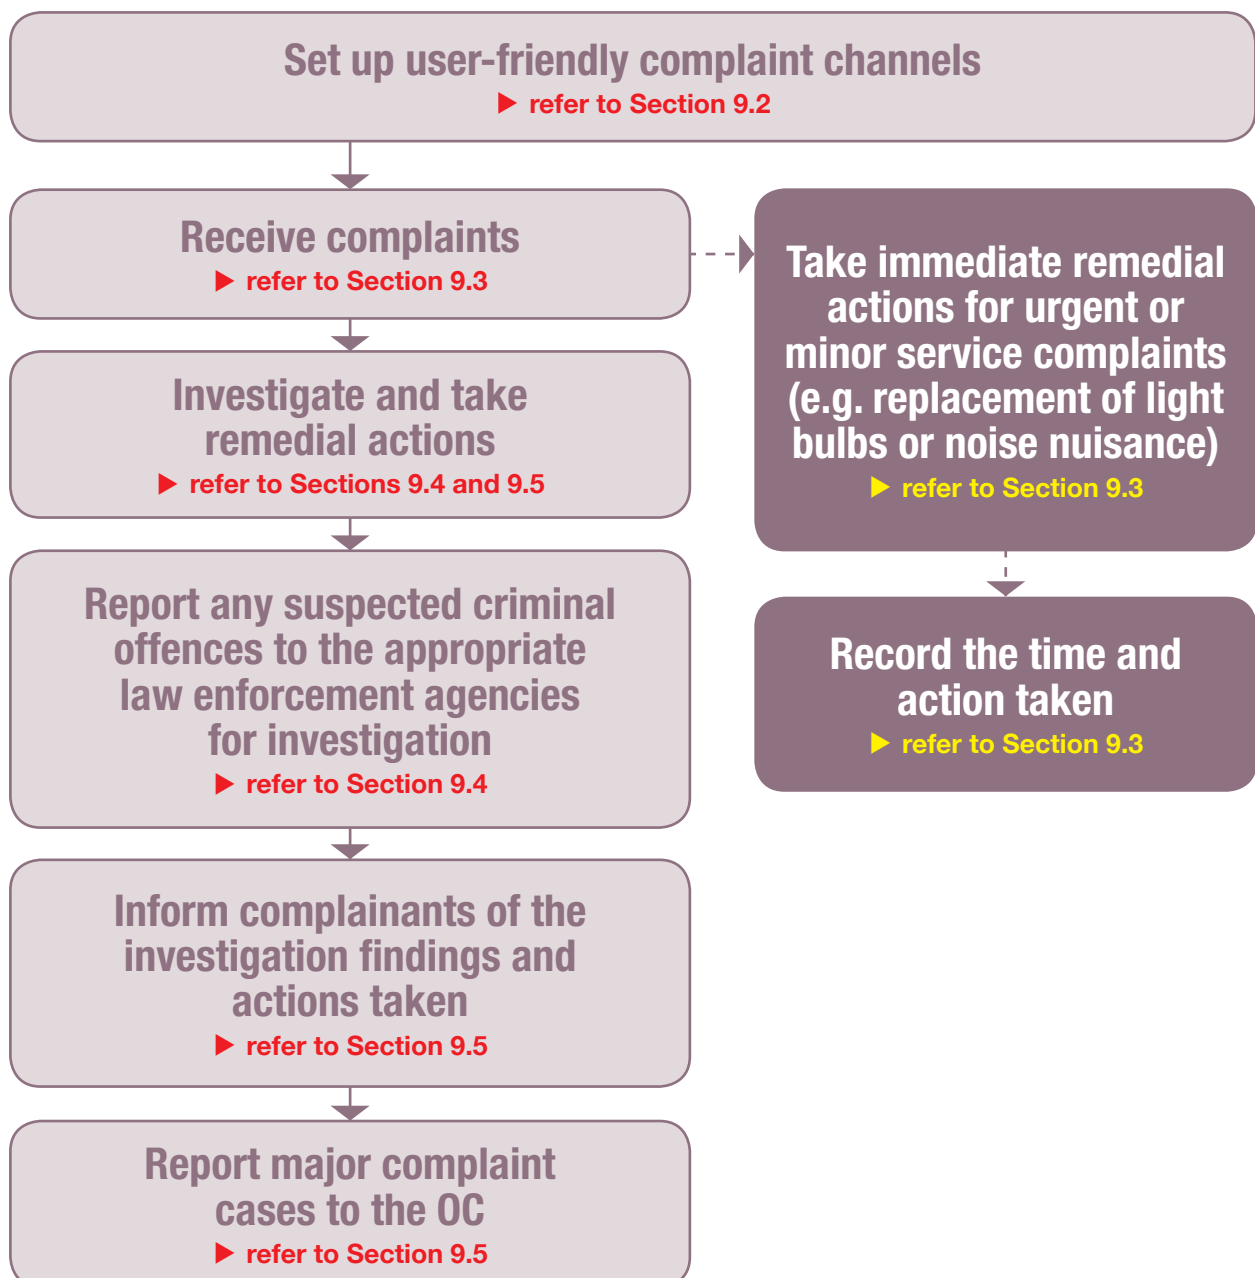 Set up user-friendly complaint channels
▶ refer to Section 9.2
Receive complaints
▶ refer to Section 9.3
Take immediate remedial
actions for urgent or
minor service complaints
(e.g. replacement of light
bulbs or noise nuisance)
▶ refer to Section 9.3
Investigate and take
remedial actions
▶ refer to Sections 9.4 and 9.5
Record the time and
action taken
▶ refer to Section 9.3
Report any suspected criminal
offences to the appropriate
law enforcement agencies
for investigation
▶ refer to Section 9.4
Inform complainants of the
investigation findings and
actions taken
▶ refer to Section 9.5
Report major complaint
cases to the OC
▶ refer to Section 9.5